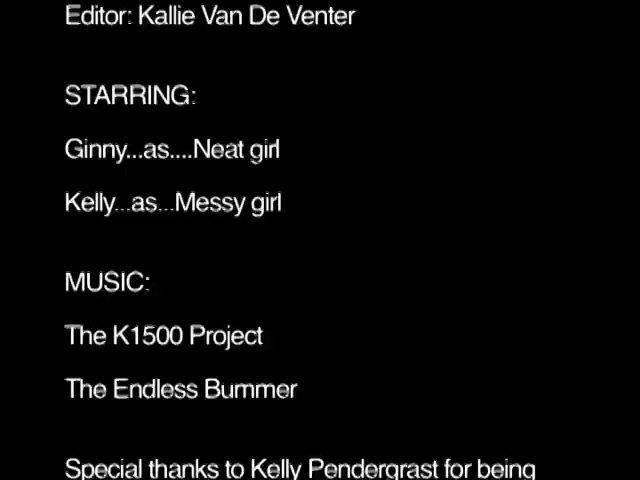 Editor: Kallie Van De Venter
STARRING:
Ginny...as....Neat girl
Kelly...as...Messy girl
MUSIC:
The K1500 Project
The Endless Bummer
Special thanks to Kelly Pendergrast for being